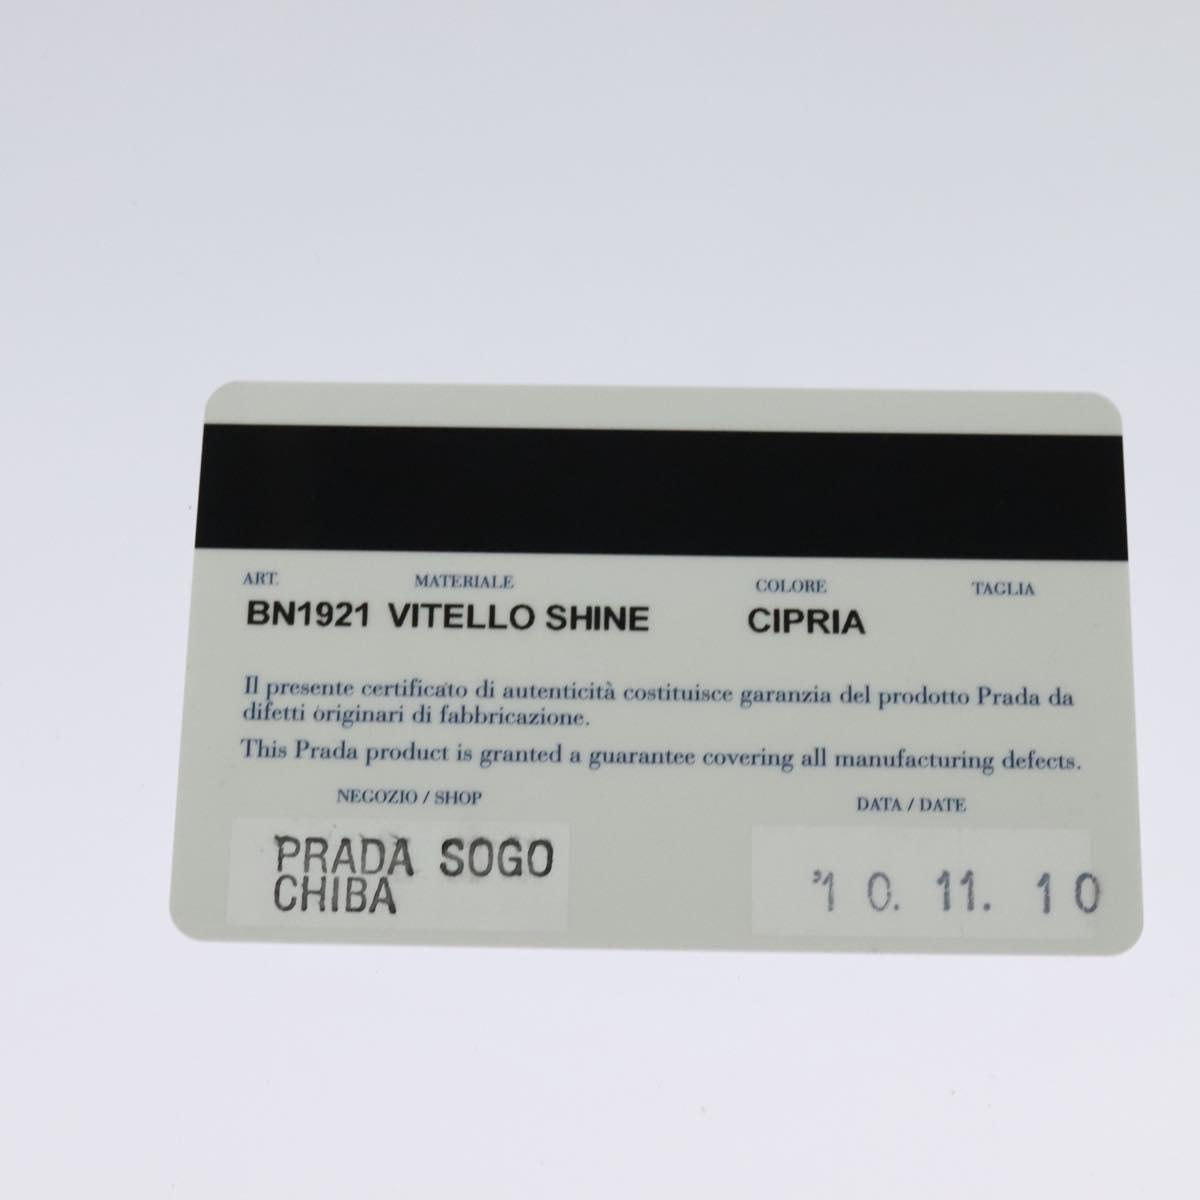 ART. MATERIALE COLORE TAGLIA
BN1921 VITELLO SHINE CIPRIA
Il presente certificato di autenticità costituisce garanzia del prodotto Prada da
difetti originari di fabbricazione.
This Prada product is granted a guarantee covering all manufacturing defects.
NEGOZIO / SHOP DATA / DATE
PRADA SOGO
CHIBA
'10. 11. 10